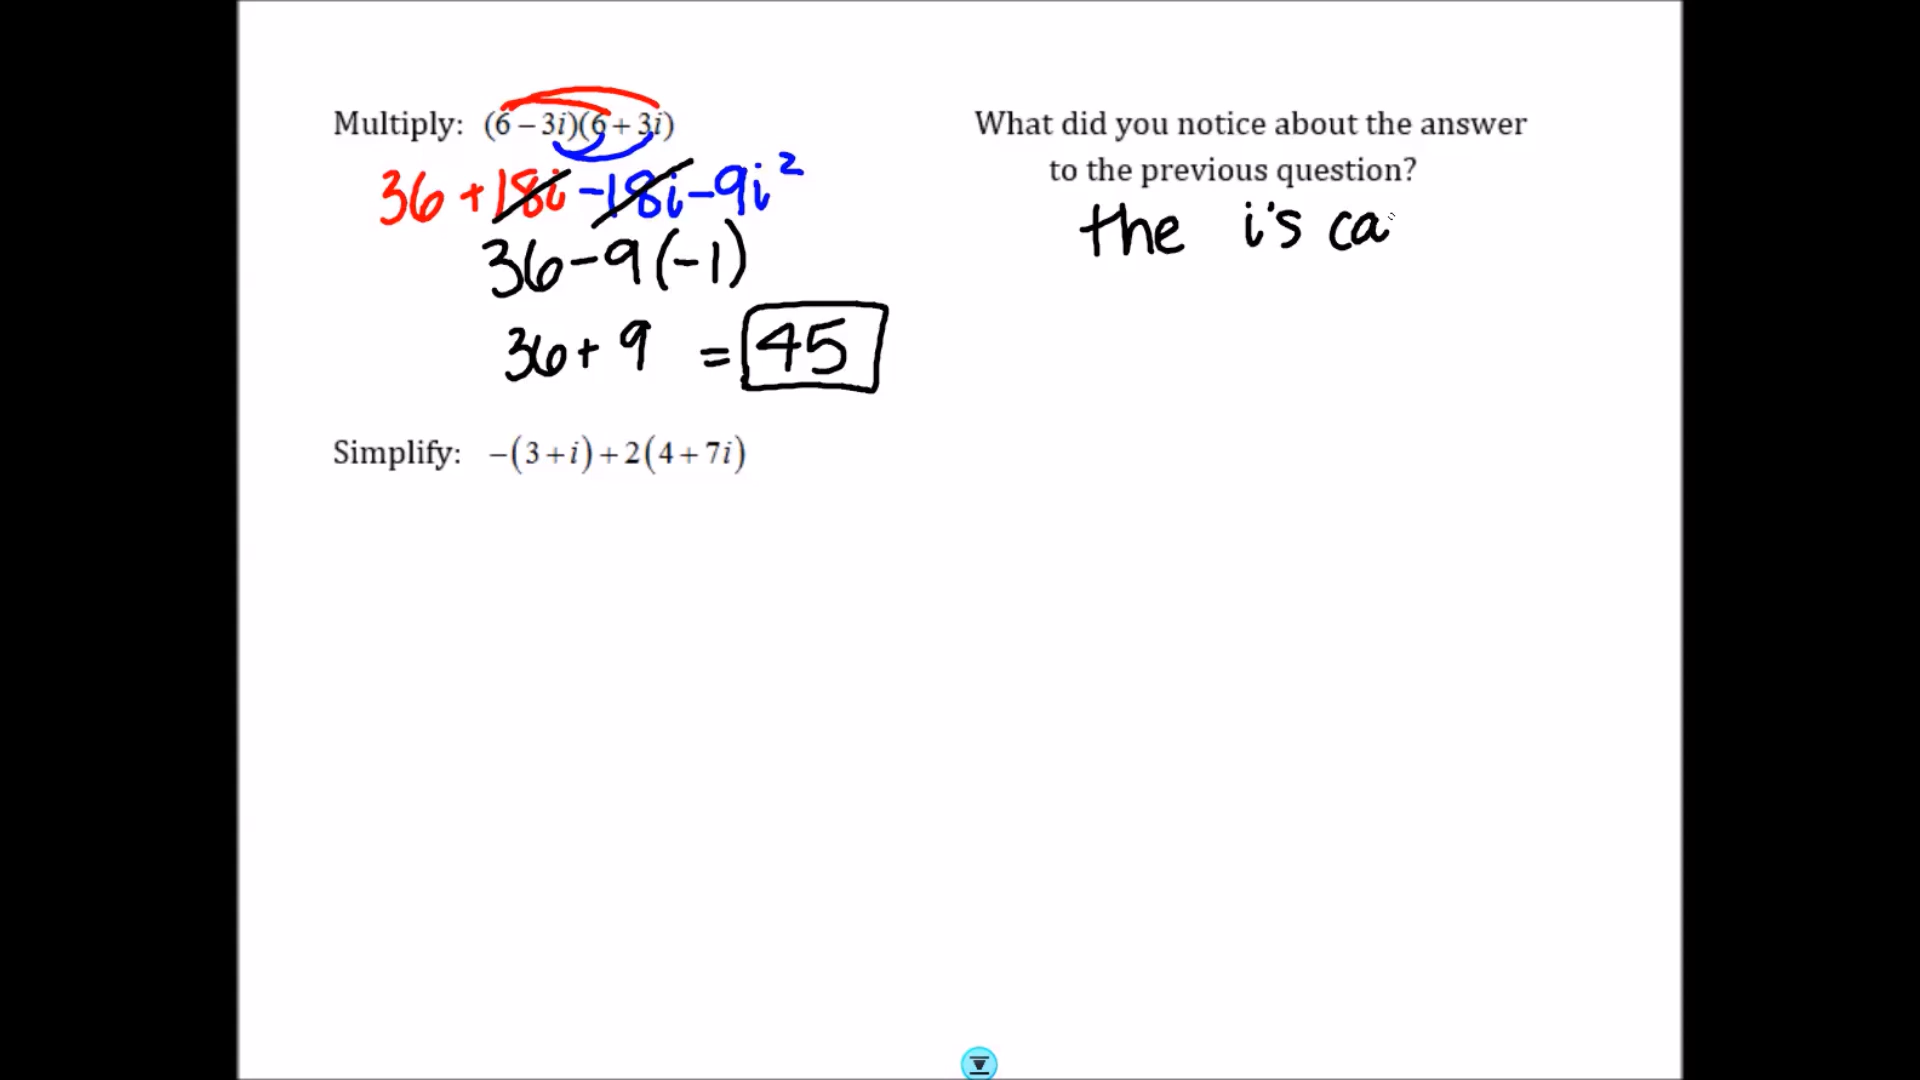 Multiply: (6 – 3i)(6 + 3i)
36 +18i -18i -9i²
36 - 9(-1)
36 + 9 = 45
What did you notice about the answer
to the previous question?
the i's ca
Simplify: –(3+i)+2(4+7i)